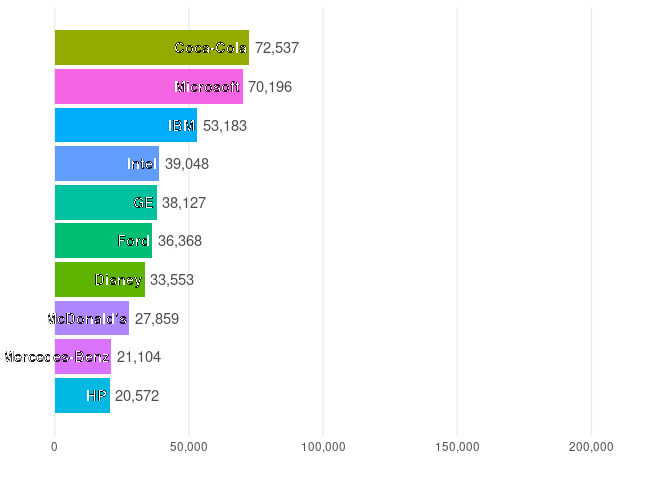 Coca-Cola 72,537
Microsoft 70,196
IBM 53,183
Intel 39,048
GE 38,127
Ford 36,368
Disney 33,553
McDonald's 27,859
Mercedes-Benz 21,104
HP 20,572
0 50,000 100,000 150,000 200,000